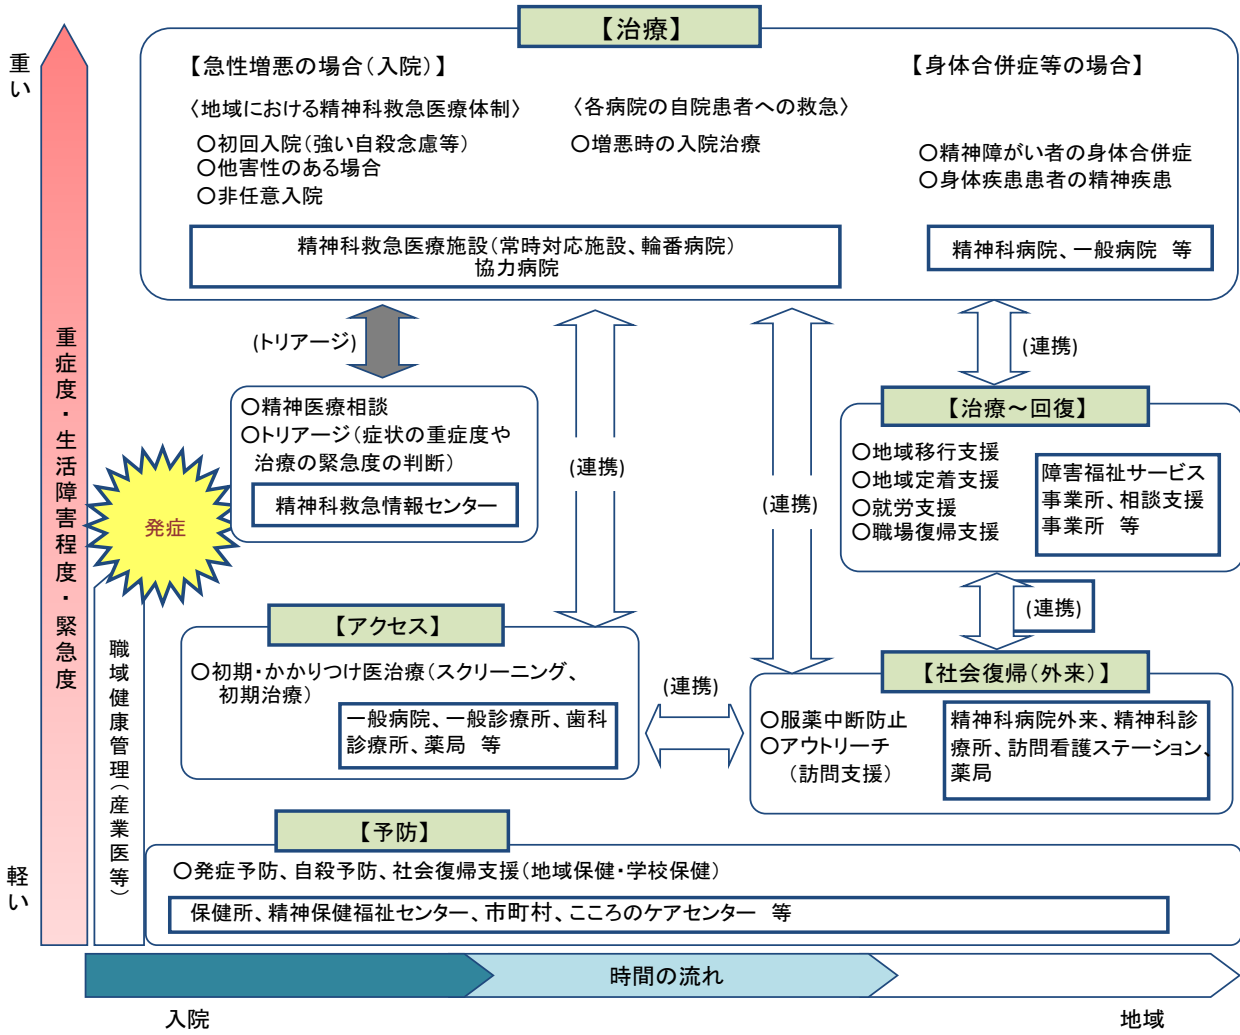 【治療】
重い
【急性増悪の場合(入院)】
【身体合併症等の場合】
〈地域における精神科救急医療体制〉
〈各病院の自院患者への救急〉
○初回入院(強い自殺念慮等)
○他害性のある場合
○非任意入院
○増悪時の入院治療
○精神障がい者の身体合併症
○身体疾患患者の精神疾患
精神科救急医療施設(常時対応施設、輪番病院)
協力病院
精神科病院、一般病院 等
重症度・生活障害程度・緊急度
(トリアージ)
(連携)
(連携)
(連携)
○精神医療相談
○トリアージ(症状の重症度や
治療の緊急度の判断)
精神科救急情報センター
発症
【治療～回復】
○地域移行支援
○地域定着支援
○就労支援
○職場復帰支援
障害福祉サービス
事業所、相談支援
事業所 等
(連携)
職域健康管理(産業医等)
【アクセス】
○初期・かかりつけ医治療(スクリーニング、
初期治療)
一般病院、一般診療所、歯科
診療所、薬局 等
(連携)
【社会復帰(外来)】
○服薬中断防止
○アウトリーチ
(訪問支援)
精神科病院外来、精神科診
療所、訪問看護ステーション、
薬局
【予防】
○発症予防、自殺予防、社会復帰支援(地域保健・学校保健)
保健所、精神保健福祉センター、市町村、こころのケアセンター 等
軽い
時間の流れ
入院
地域